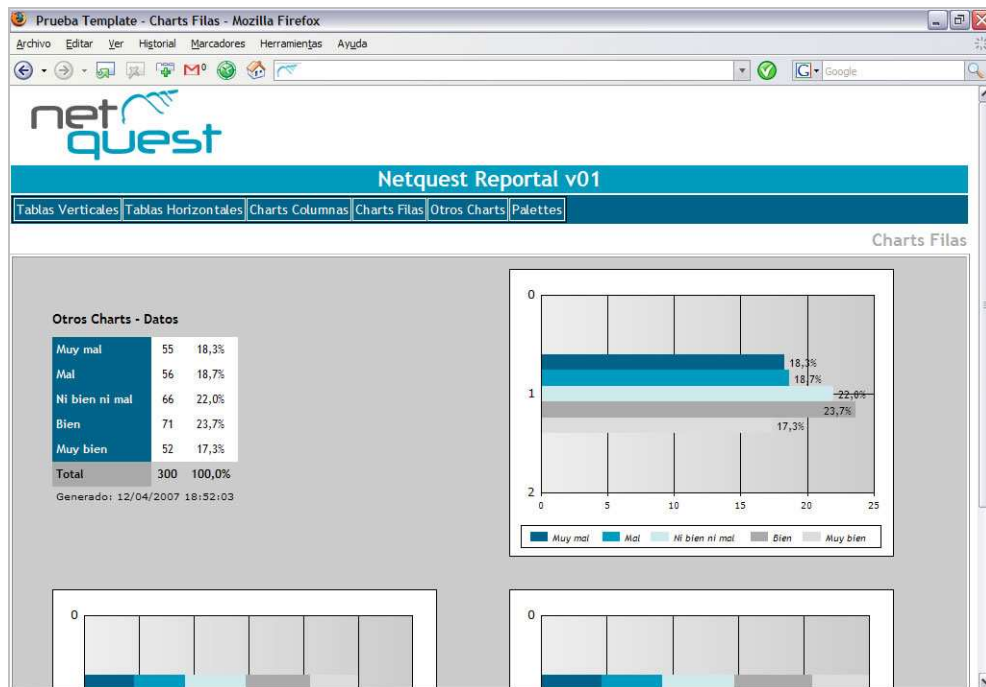 Prueba Template - Charts Filas - Mozilla Firefox
Archivo Editar Ver Historial Marcadores Herramientas Ayuda
G Google
net
quest
Netquest Reportal v01
Tablas Verticales Tablas Horizontales Charts Columnas Charts Filas Otros Charts Palettes
Charts Filas
Otros Charts - Datos
Muy mal 55 18,3%
Mal 56 18,7%
Ni bien ni mal 66 22,0%
Bien 71 23,7%
Muy bien 52 17,3%
Total 300 100,0%
Generado: 12/04/2007 18:52:03
0
18,3%
18,7%
1
22,0%
23,7%
17,3%
2
0 5 10 15 20 25
Muy mal Mal Ni bien ni mal Bien Muy bien
0
0